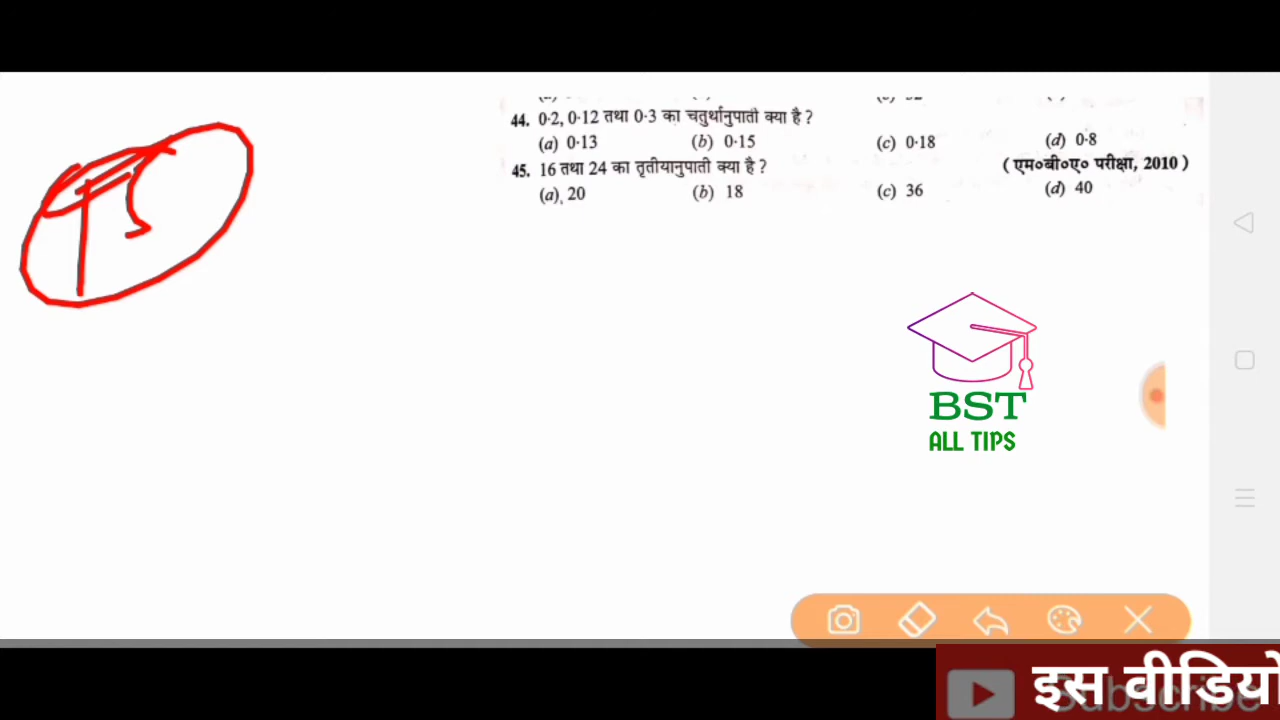 44. 0·2, 0·12 तथा 0·3 का चतुर्थानुपाती क्या है ?
(a) 0·13 (b) 0·15 (c) 0·18 (d) 0·8
45. 16 तथा 24 का तृतीयानुपाती क्या है ? (एम०बी०ए० परीक्षा, 2010)
(a) 20 (b) 18 (c) 36 (d) 40
BST
ALL TIPS
Subscribe
इस वीडियो